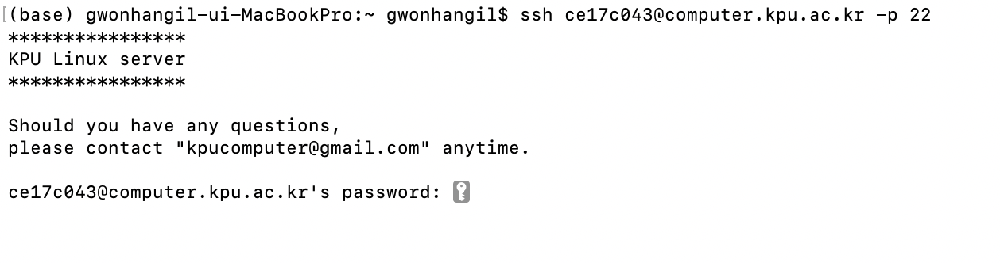 [(base) gwonhangil-ui-MacBookPro:~ gwonhangil$ ssh ce17c043@computer.kpu.ac.kr -p 22
****************
KPU Linux server
****************
Should you have any questions,
please contact "kpucomputer@gmail.com" anytime.
ce17c043@computer.kpu.ac.kr's password: